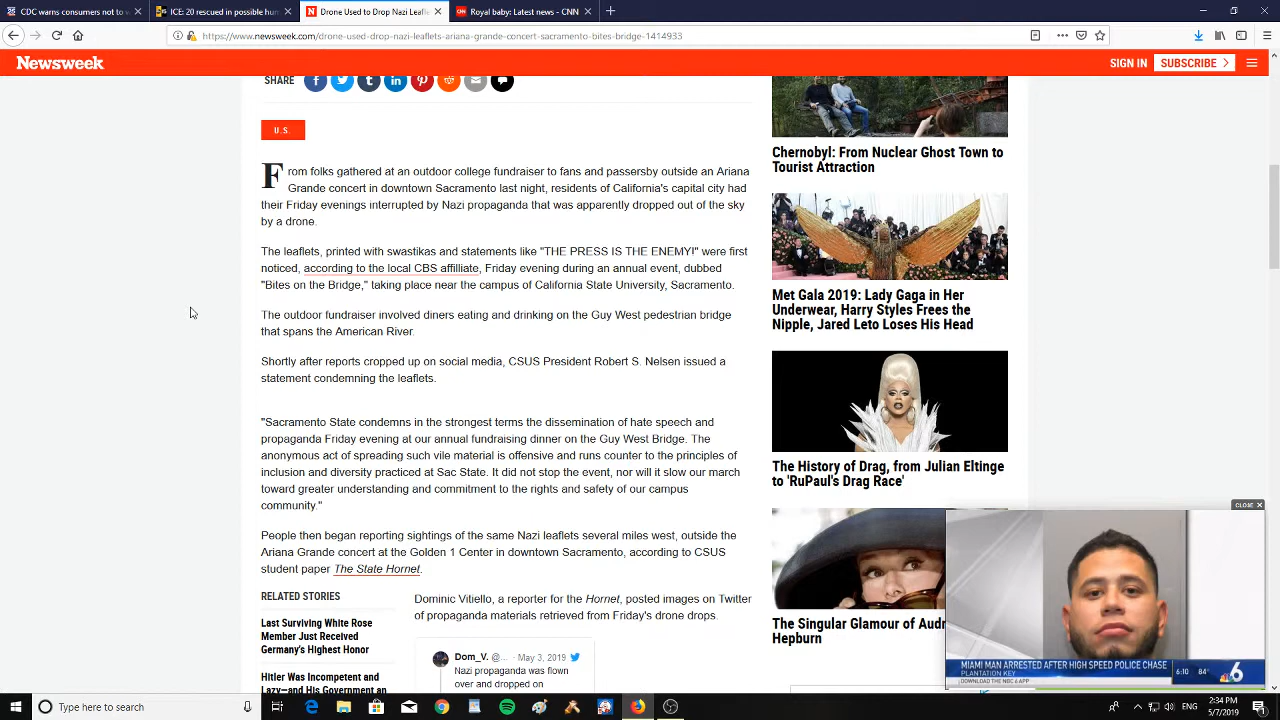 CDC warns consumers not to w
ICE: 20 rescued in possible hum
Drone Used to Drop Nazi Leafle
Royal baby: Latest news - CNN
https://www.newsweek.com/drone-used-drop-nazi-leaflets-ariana-grande-concert-sacramento-bites-bridge-1414933
Newsweek
SIGN IN
SUBSCRIBE
SHARE
U.S.
From folks gathered at an outdoor college fundraiser to fans and passersby outside an Ariana
Grande concert in downtown Sacramento last night, residents of California's capital city had
their Friday evenings interrupted by Nazi propaganda that was apparently dropped out of the sky
by a drone.
The leaflets, printed with swastikas and statements like "THE PRESS IS THE ENEMY!" were first
noticed, according to the local CBS affilliate, Friday evening during an annual event, dubbed
"Bites on the Bridge," taking place near the campus of California State University, Sacramento.
The outdoor fundraiser involved diners eating and drinking on the Guy West pedestrian bridge
that spans the American River.
Shortly after reports cropped up on social media, CSUS President Robert S. Nelsen issued a
statement condemning the leaflets.
"Sacramento State condemns in the strongest terms the dissemination of hate speech and
propaganda Friday evening at our annual fundraising dinner on the Guy West Bridge. The
anonymous act of spreading such vile material is offensive and runs counter to the principles of
inclusion and diversity practiced at Sac State. It did not stop the event, nor will it slow our march
toward greater understanding and commitment to the rights and safety of our campus
community."
People then began reporting sightings of the same Nazi leaflets several miles west, outside the
Ariana Grande concert at the Golden 1 Center in downtown Sacramento, according to CSUS
student paper The State Hornet.
RELATED STORIES
Last Surviving White Rose
Member Just Received
Germany's Highest Honor
Hitler Was Incompetent and
Lazy—and His Government an
Dominic Vitiello, a reporter for the Hornet, posted images on Twitter
of propaganda materials retrieved from Friday's drone drops.
Dom_V. @... · May 3, 2019
Nazi propaganda was flown
over and dropped on
Chernobyl: From Nuclear Ghost Town to
Tourist Attraction
Met Gala 2019: Lady Gaga in Her
Underwear, Harry Styles Frees the
Nipple, Jared Leto Loses His Head
The History of Drag, from Julian Eltinge
to 'RuPaul's Drag Race'
The Singular Glamour of Audr
Hepburn
CLOSE
MIAMI MAN ARRESTED AFTER HIGH SPEED POLICE CHASE
PLANTATION KEY
DOWNLOAD THE NBC 6 APP
6:10 84° 6
Type here to search
ENG
2:34 PM
5/7/2019